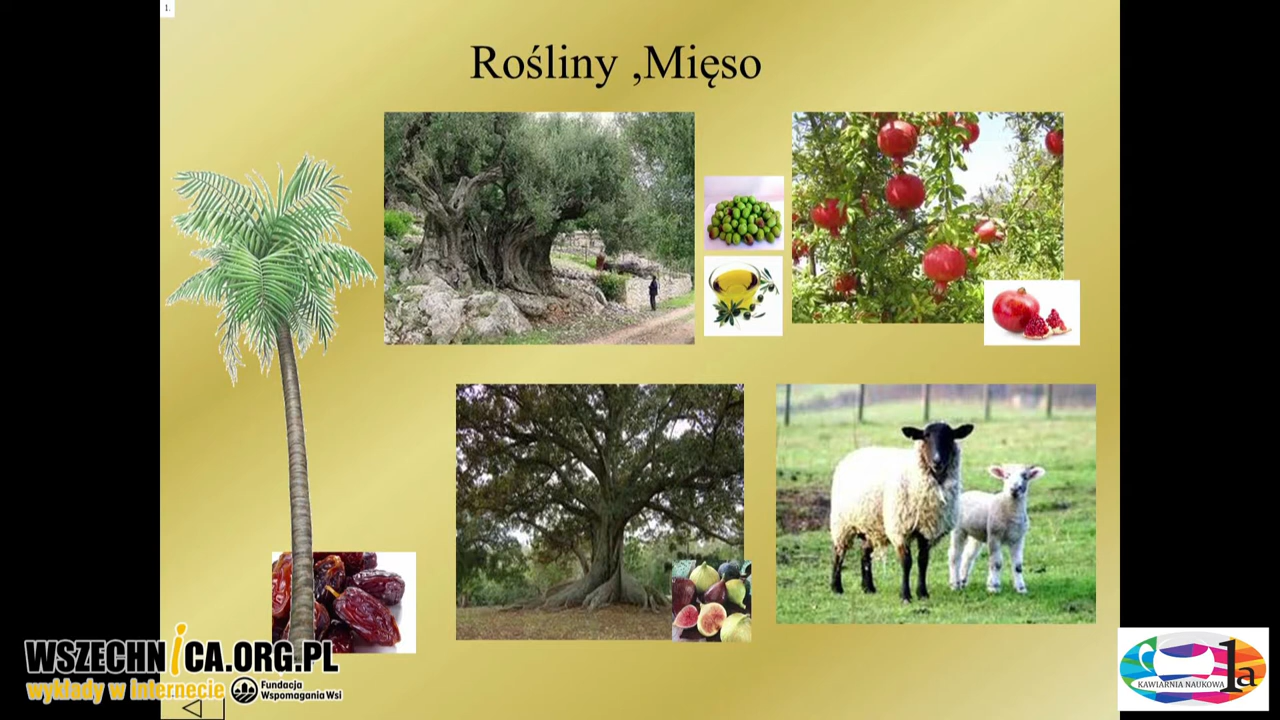 1.
Rośliny ,Mięso
WSZECHNiCA.ORG.PL
wykłady w internecie
Fundacja
Wspomagania Wsi
KAWIARNIA NAUKOWA
1a